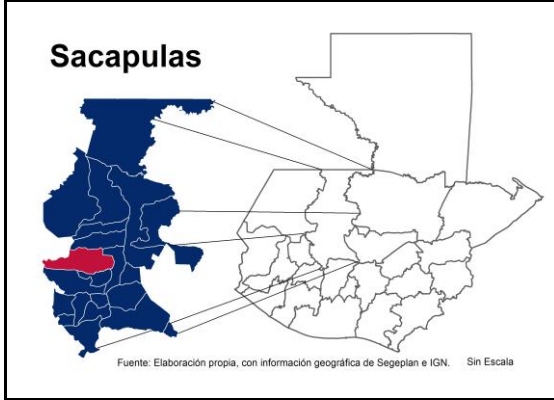 Sacapulas
Fuente: Elaboración propia, con información geográfica de Segeplan e IGN. Sin Escala